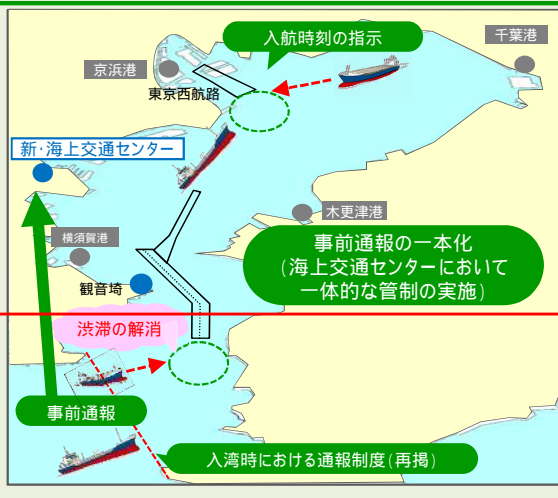 入航時刻の指示
千葉港
京浜港
東京西航路
新･海上交通センター
木更津港
横須賀港
事前通報の一本化
(海上交通センターにおいて
一体的な管制の実施)
観音埼
渋滞の解消
事前通報
入湾時における通報制度(再掲)